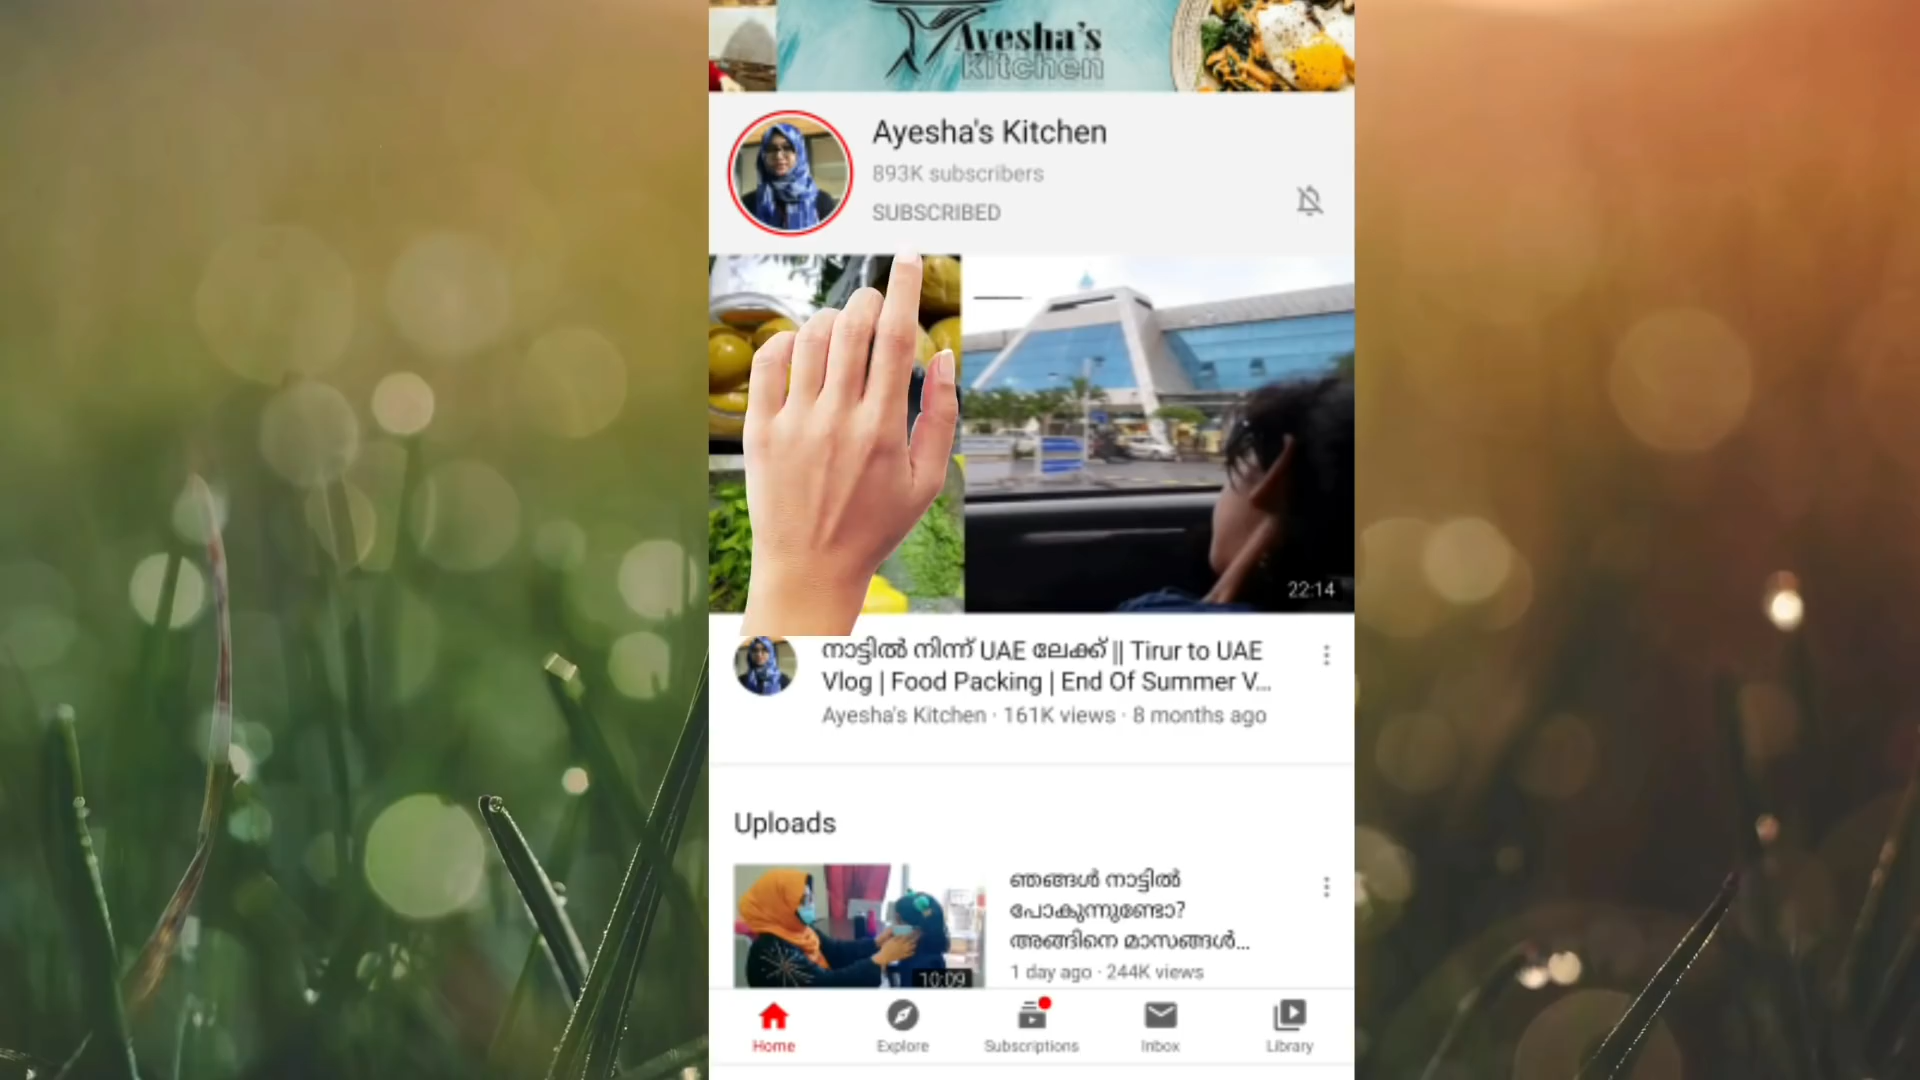 Ayesha's
Kitchen
Ayesha's Kitchen
893K subscribers
SUBSCRIBED
22:14
നാട്ടിൽ നിന്ന് UAE ലേക്ക് || Tirur to UAE
Vlog | Food Packing | End Of Summer V...
Ayesha's Kitchen · 161K views · 8 months ago
Uploads
ഞങ്ങൾ നാട്ടിൽ
പോകുന്നുണ്ടോ?
അങ്ങിനെ മാസങ്ങൾ...
1 day ago · 244K views
10:09
Home
Explore
Subscriptions
Inbox
Library